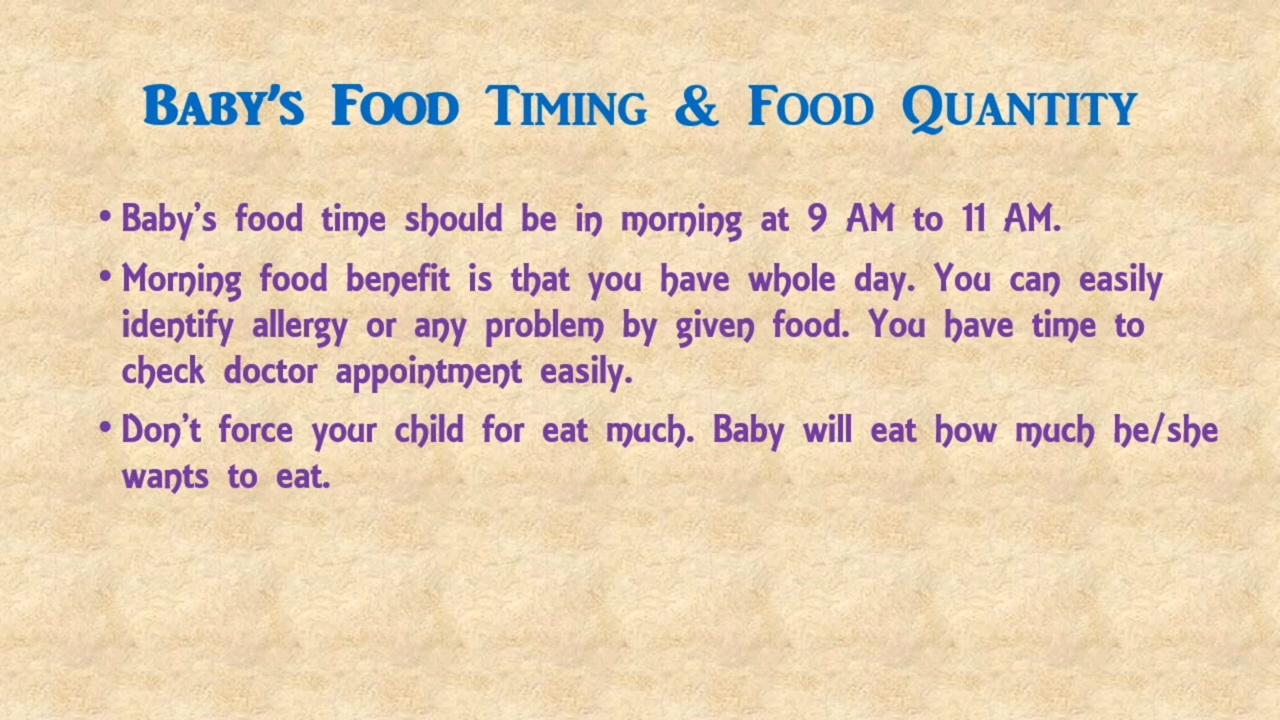 Baby's Food Timing & Food Quantity
• Baby's food time should be in morning at 9 AM to 11 AM.
• Morning food benefit is that you have whole day. You can easily
identify allergy or any problem by given food. You have time to
check doctor appointment easily.
• Don't force your child for eat much. Baby will eat how much he/she
wants to eat.